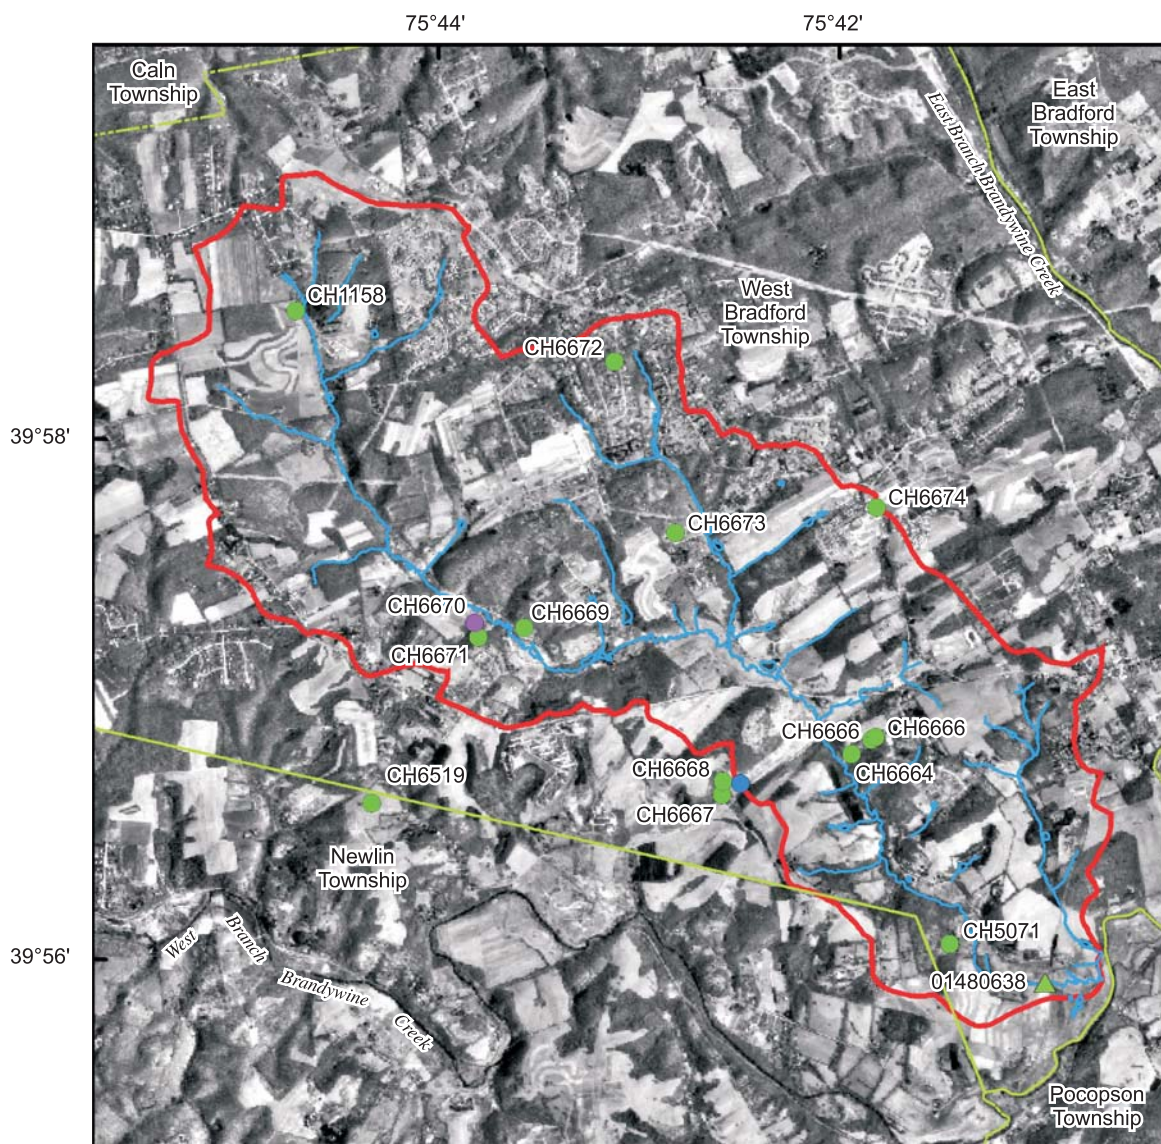 75°44'
75°42'
Caln
Township
East
Bradford
Township
East Branch Brandywine Creek
CH1158
West
Bradford
Township
CH6672
39°58'
CH6674
CH6673
CH6670
CH6669
CH6671
CH6666
CH6666
CH6668
CH6664
CH6519
CH6667
Newlin
Township
West
Branch
Brandywine
Creek
CH5071
39°56'
01480638
Pocopson
Township